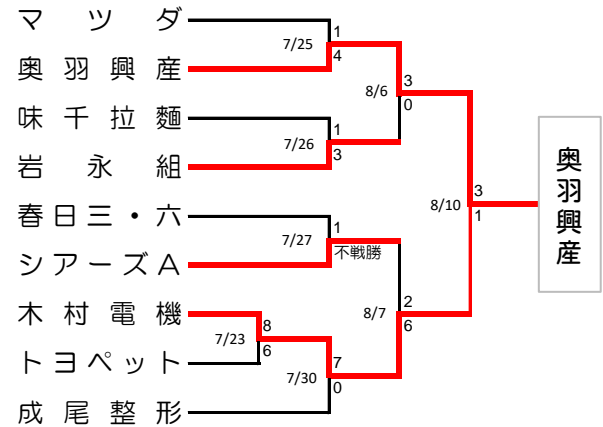 マツダ
奥羽興産
味千拉麵
岩永組
春日三・六
シアーズA
木村電機
トヨペット
成尾整形
7/25
1
4
7/26
1
3
7/27
1
不戦勝
7/23
8
6
7/30
7
0
8/6
3
0
8/7
2
6
8/10
3
1
奥羽興産